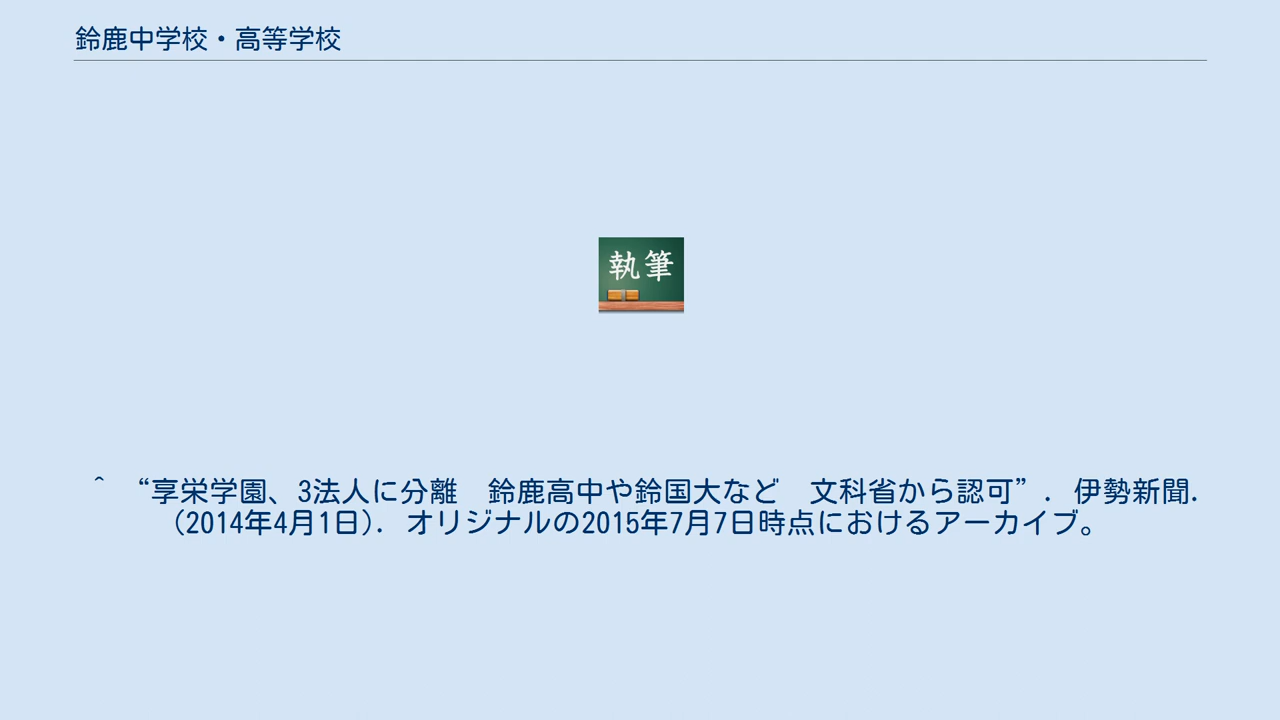 鈴鹿中学校・高等学校
執筆
^ “享栄学園、3法人に分離　鈴鹿高中や鈴国大など　文科省から認可”. 伊勢新聞.
(2014年4月1日). オリジナルの2015年7月7日時点におけるアーカイブ。